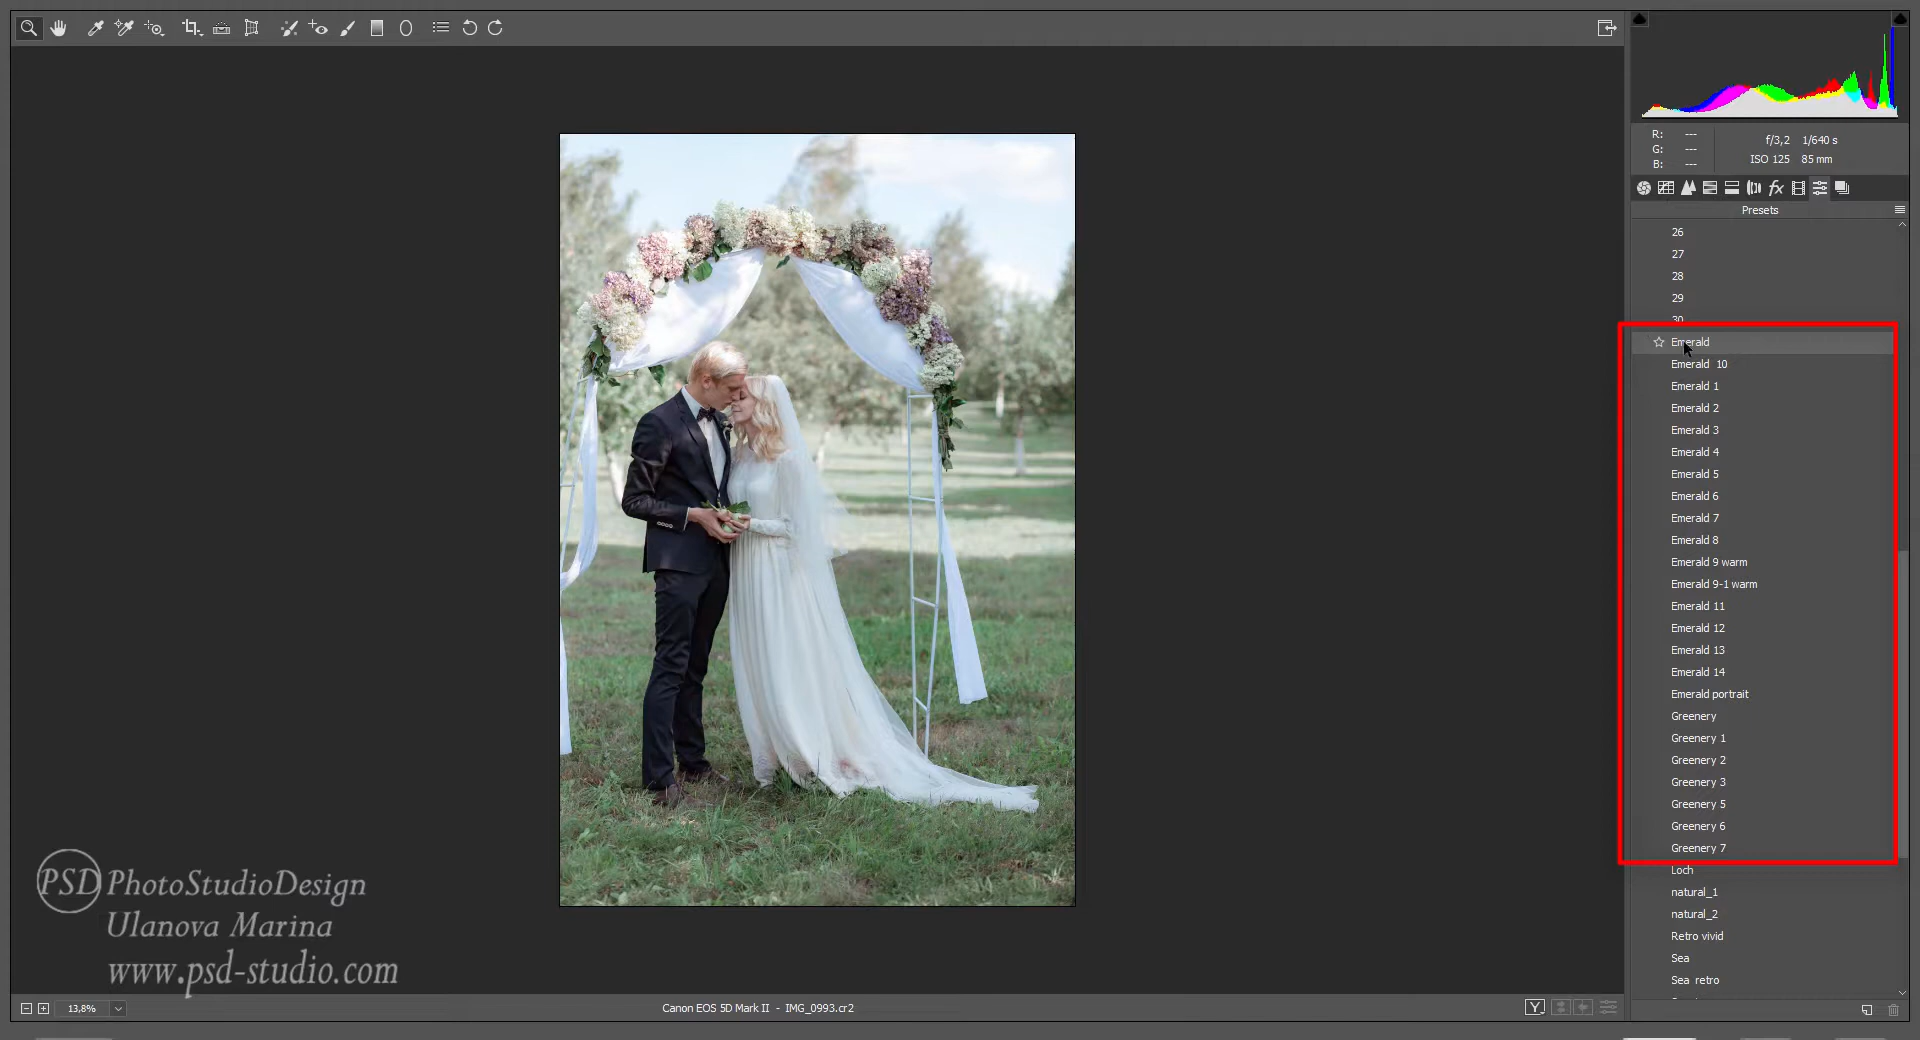 R: ---
G: ---
B: ---
f/3,2 1/640 s
ISO 125 85 mm
Presets
26
27
28
29
30
Emerald
Emerald 10
Emerald 1
Emerald 2
Emerald 3
Emerald 4
Emerald 5
Emerald 6
Emerald 7
Emerald 8
Emerald 9 warm
Emerald 9-1 warm
Emerald 11
Emerald 12
Emerald 13
Emerald 14
Emerald portrait
Greenery
Greenery 1
Greenery 2
Greenery 3
Greenery 5
Greenery 6
Greenery 7
Loch
natural_1
natural_2
Retro vivid
Sea
Sea retro
PSD PhotoStudioDesign
Ulanova Marina
www.psd-studio.com
13,8%
Canon EOS 5D Mark II - IMG_0993.cr2
Y